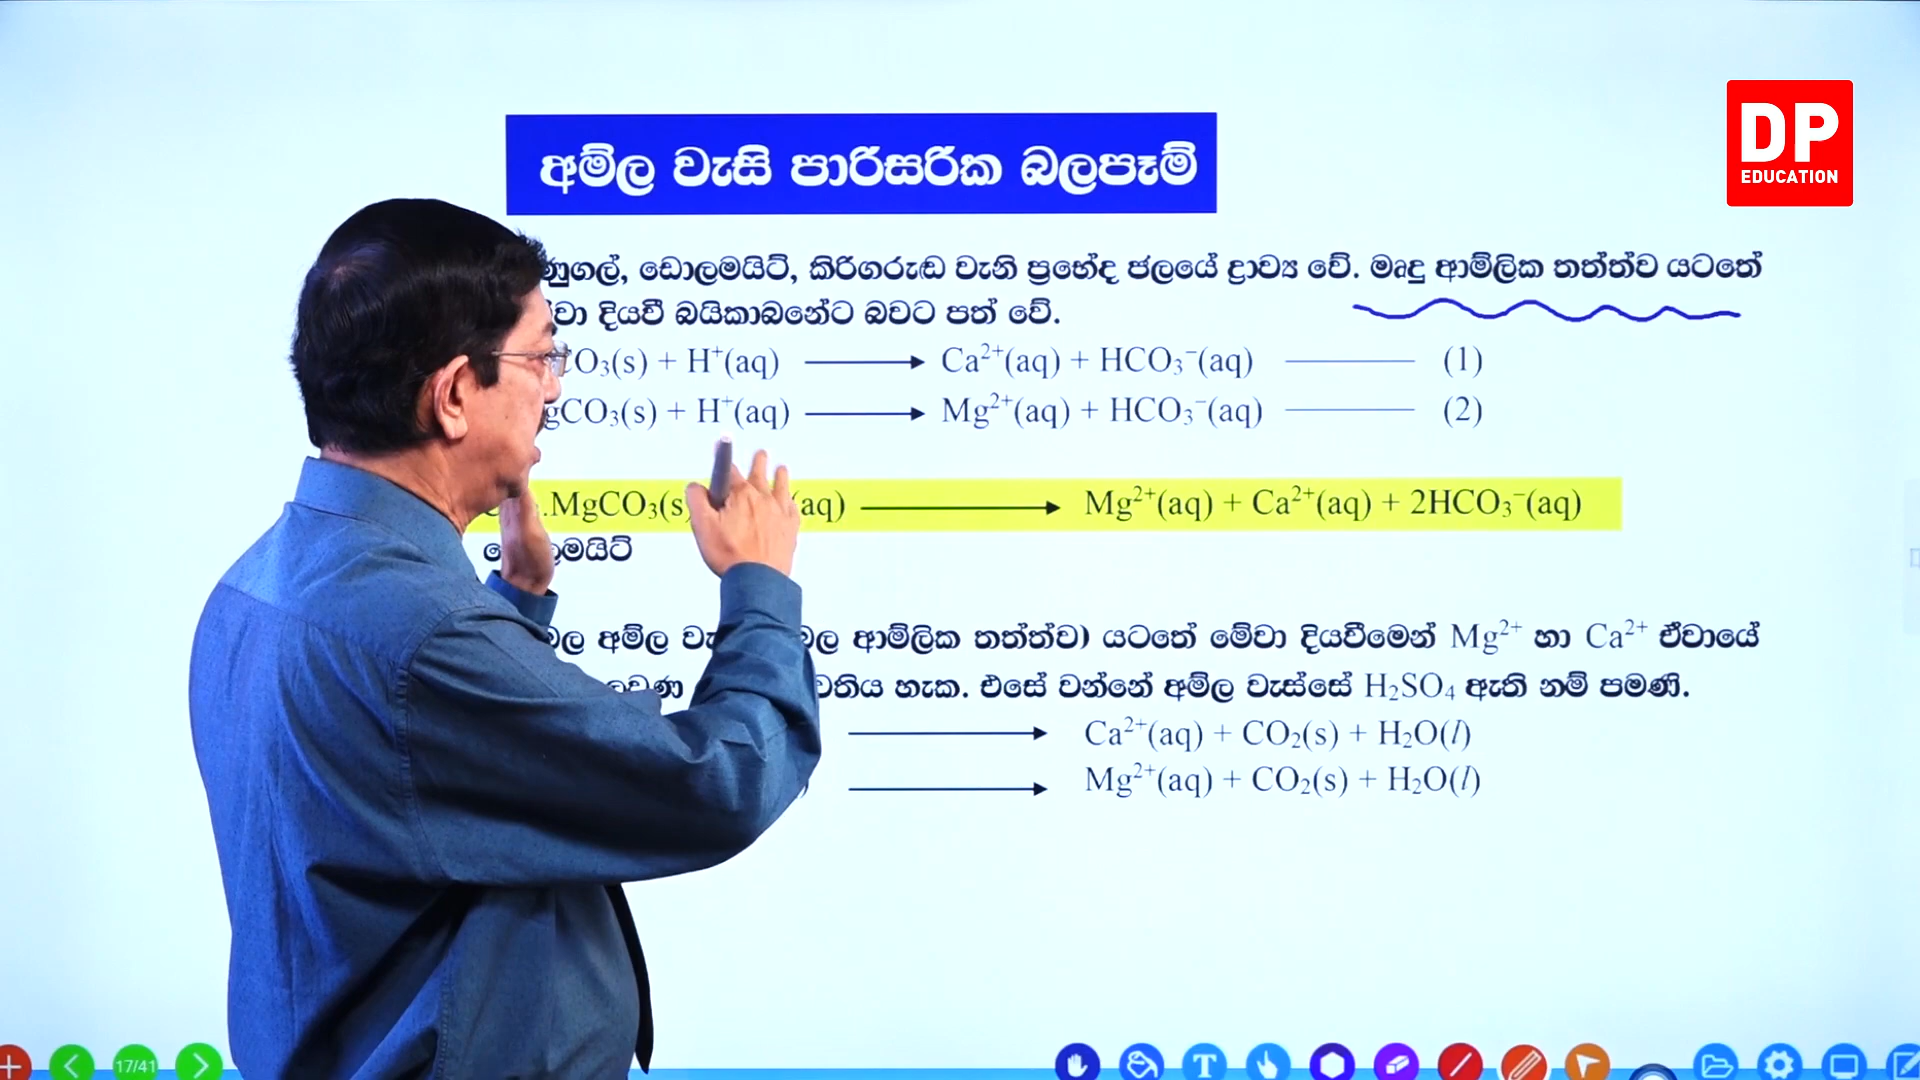 DP
EDUCATION
අම්ල වැසි පාරිසරික බලපෑම්
ඩොලමයිට්, කිරිගරුඬ වැනි ප්‍රභේද ජලයේ ද්‍රාව්‍ය වේ. මෘදු ආම්ලික තත්ත්ව යටතේ
දියවී බයිකාබනේට බවට පත් වේ.
CO₃(s) + H⁺(aq) ⟶ Ca²⁺(aq) + HCO₃⁻(aq) (1)
gCO₃(s) + H⁺(aq) ⟶ Mg²⁺(aq) + HCO₃⁻(aq) (2)
.MgCO₃(s) (aq) ⟶ Mg²⁺(aq) + Ca²⁺(aq) + 2HCO₃⁻(aq)
අම්ල ආම්ලික තත්ත්ව) යටතේ මේවා දියවීමෙන් Mg²⁺ හා Ca²⁺ ඒවායේ
හැක. එසේ වන්නේ අම්ල වැස්සේ H₂SO₄ ඇති නම් පමණි.
⟶ Ca²⁺(aq) + CO₂(s) + H₂O(l)
⟶ Mg²⁺(aq) + CO₂(s) + H₂O(l)
17/41